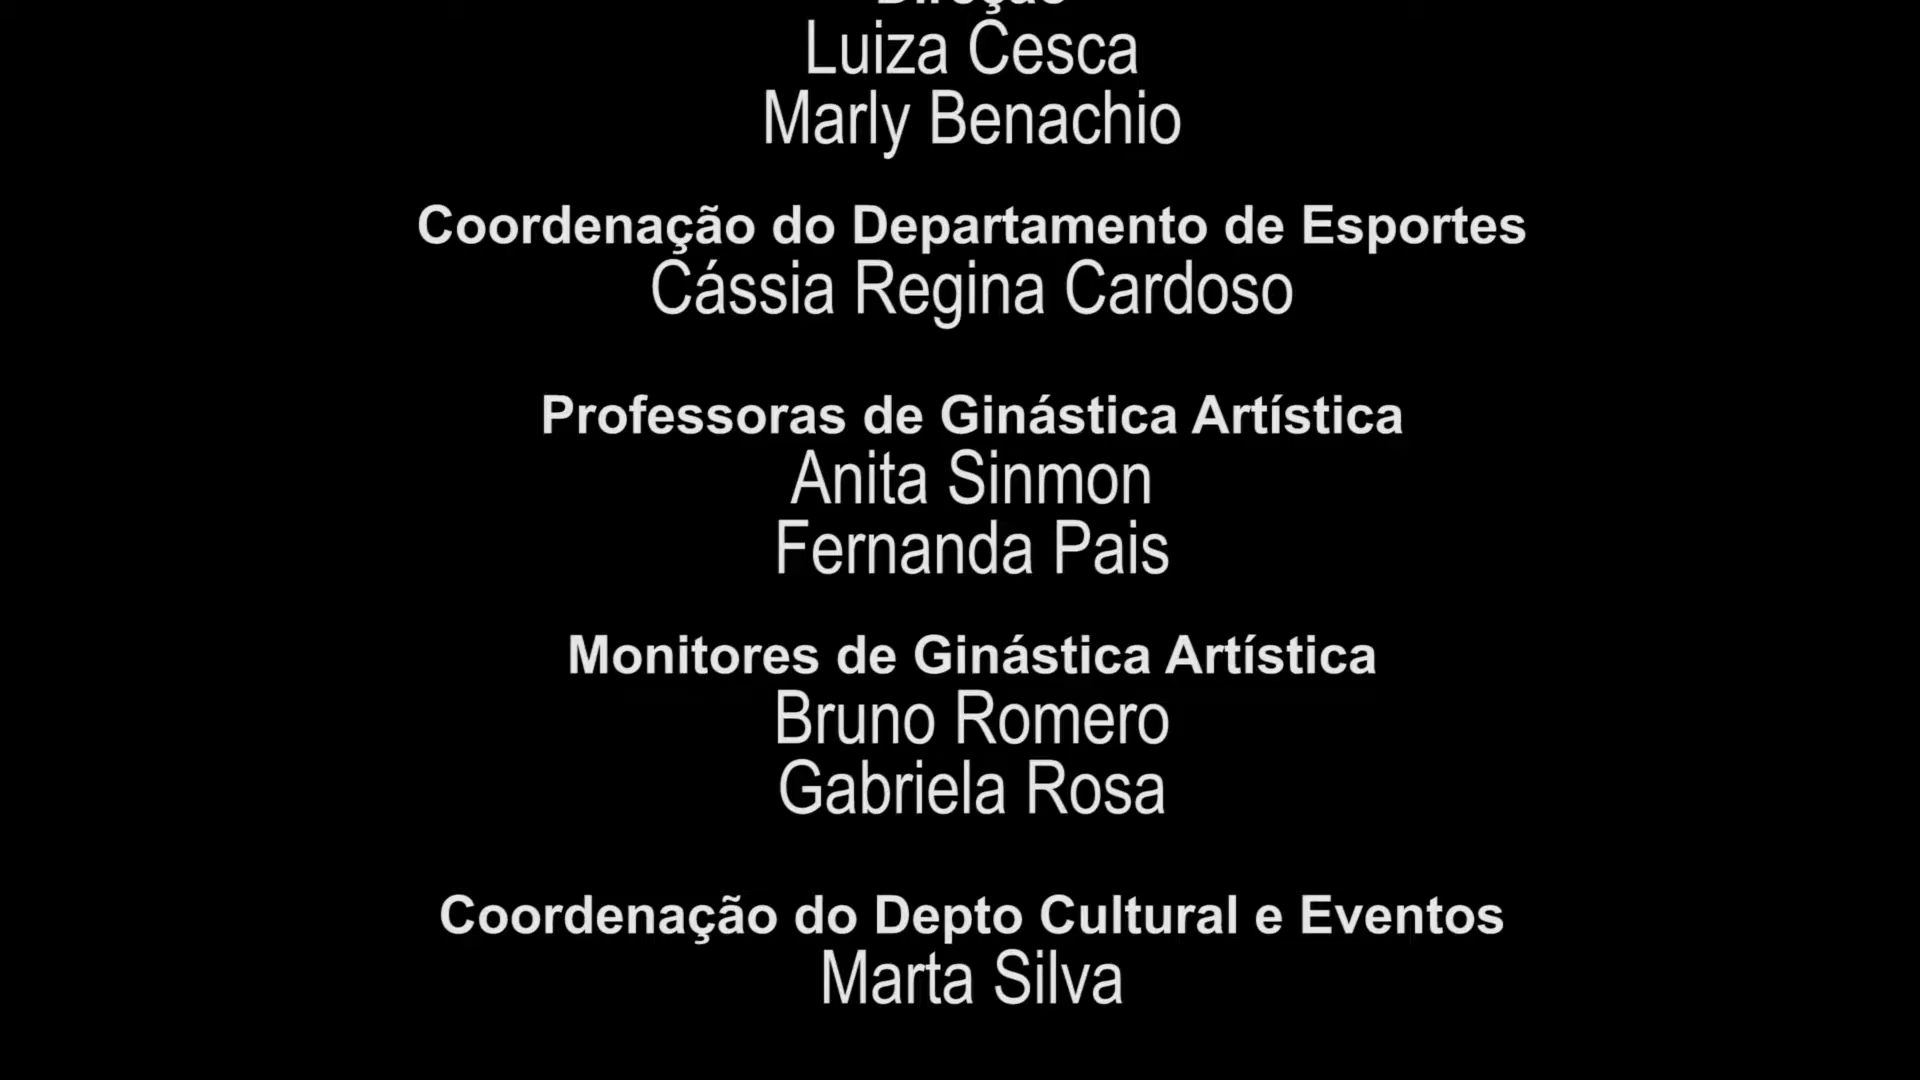 Direção
Luiza Cesca
Marly Benachio
Coordenação do Departamento de Esportes
Cássia Regina Cardoso
Professoras de Ginástica Artística
Anita Sinmon
Fernanda Pais
Monitores de Ginástica Artística
Bruno Romero
Gabriela Rosa
Coordenação do Depto Cultural e Eventos
Marta Silva